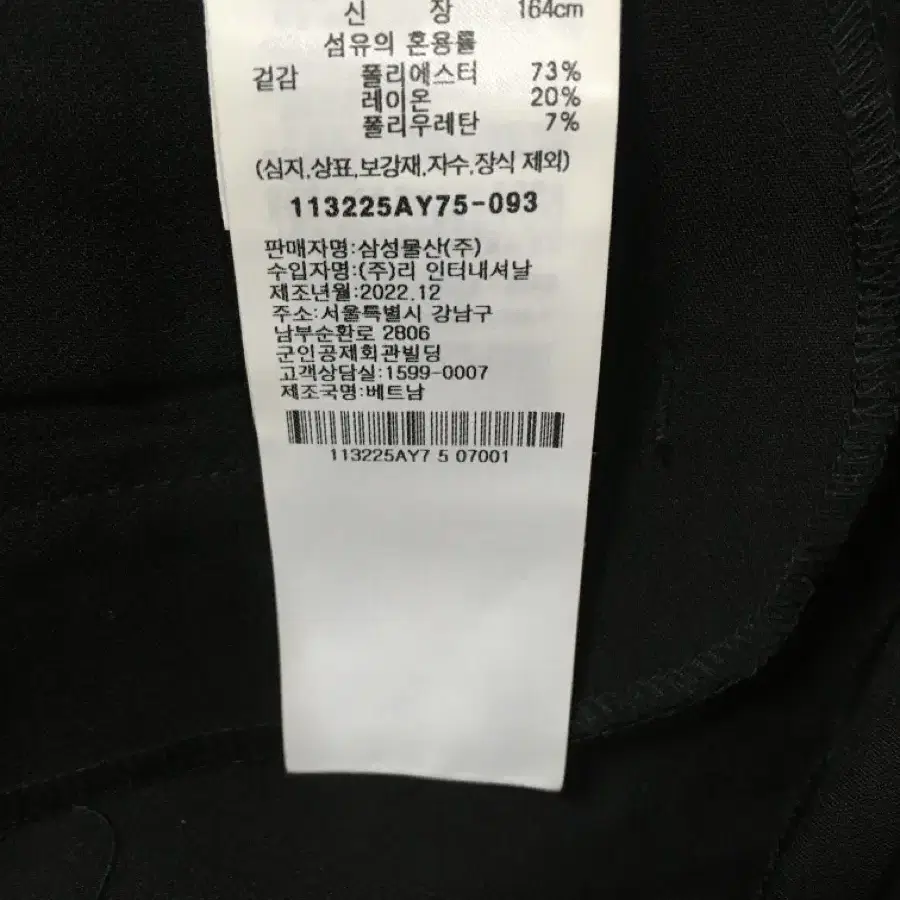 신 장 164cm
섬유의 혼용률
겉감 폴리에스터 73%
레이온 20%
폴리우레탄 7%
(심지,상표,보강재,자수,장식 제외)
113225AY75-093
판매자명:삼성물산(주)
수입자명:(주)리 인터내셔날
제조년월:2022.12
주소:서울특별시 강남구
남부순환로 2806
군인공제회관빌딩
고객상담실:1599-0007
제조국명:베트남
113225AY7 5 07001